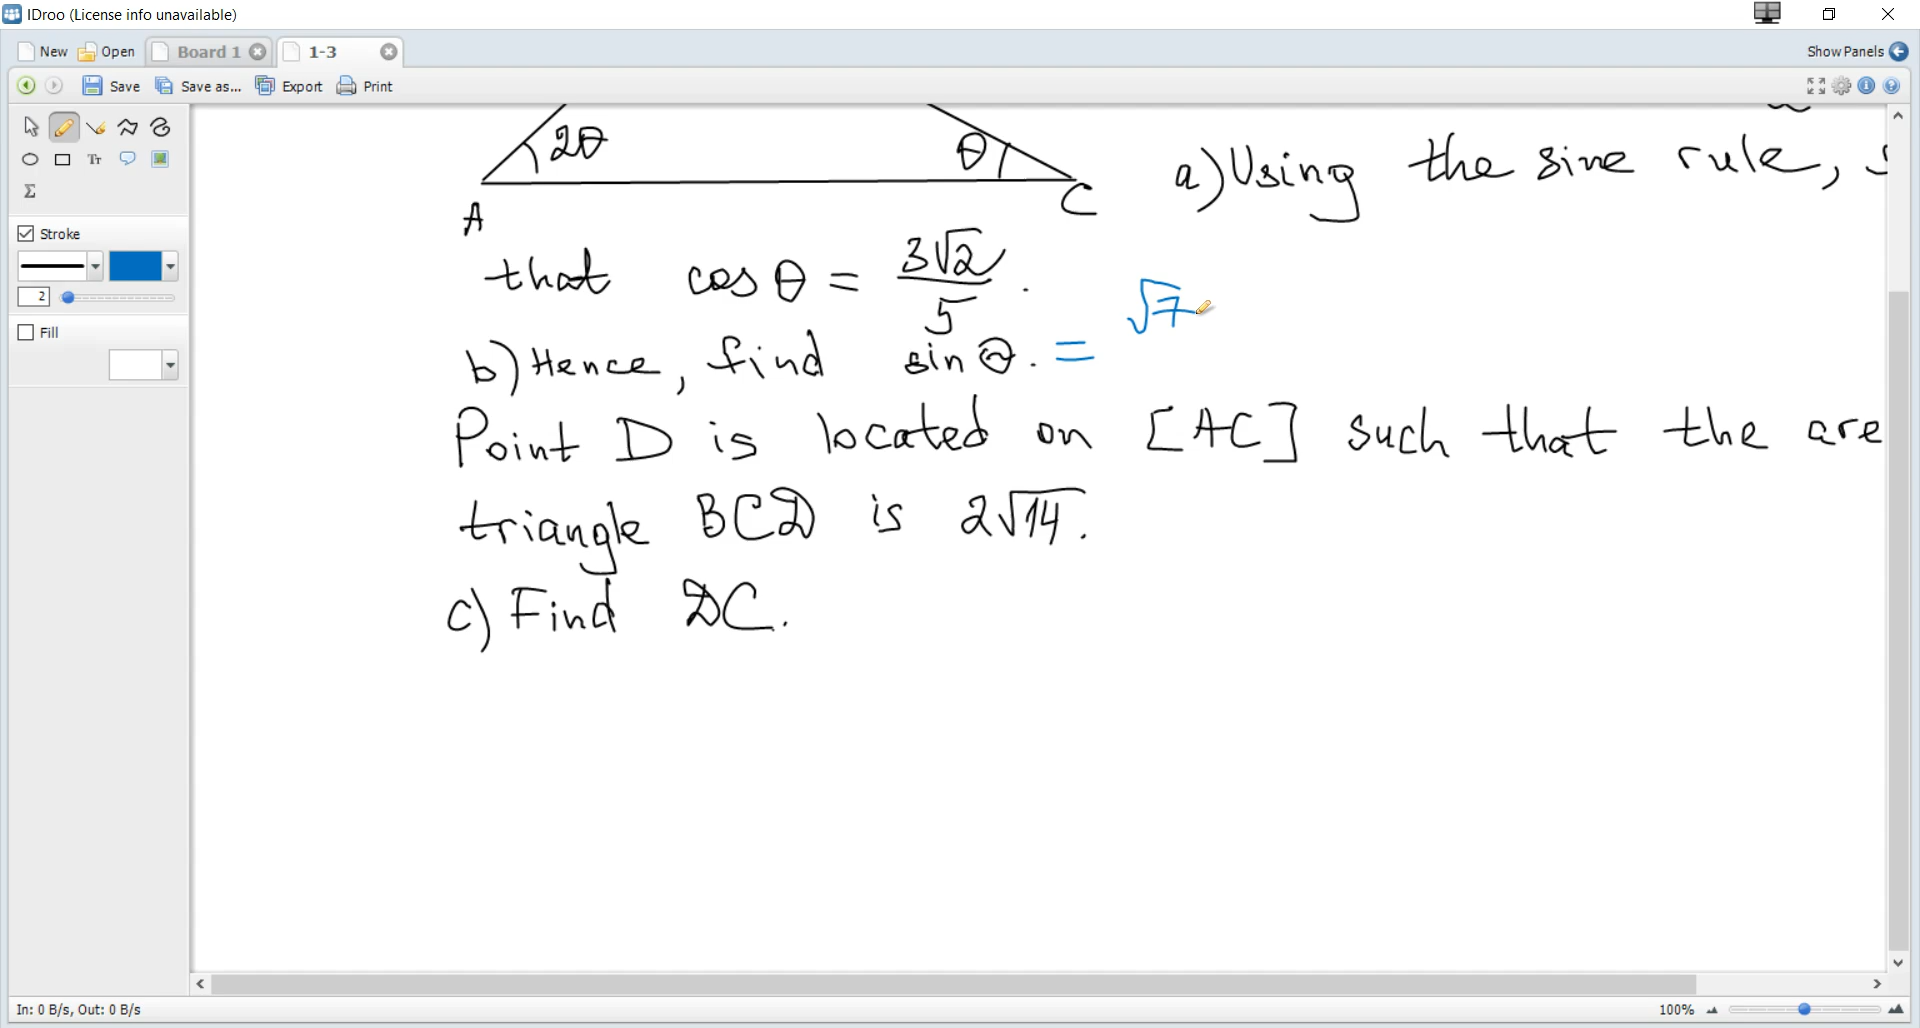 IDroo (License info unavailable)
New Open Board 1 1-3 Show Panels
Save Save as... Export Print
Tт
Σ
Stroke
2
Fill
2θ θ
A C
a) Using the sine rule,
that cos θ = 3√2/5.
b) Hence, find sin θ. = √7
Point D is located on [AC] such that the are
triangle BCD is 2√14.
c) Find DC.
In: 0 B/s, Out: 0 B/s 100%